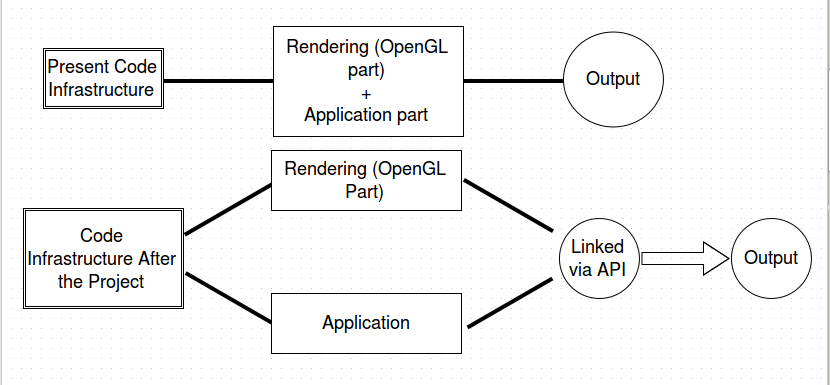 Present Code
Infrastructure
Rendering (OpenGL
part)
+
Application part
Output
Rendering (OpenGL
Part)
Code
Infrastructure After
the Project
Linked
via API
Output
Application